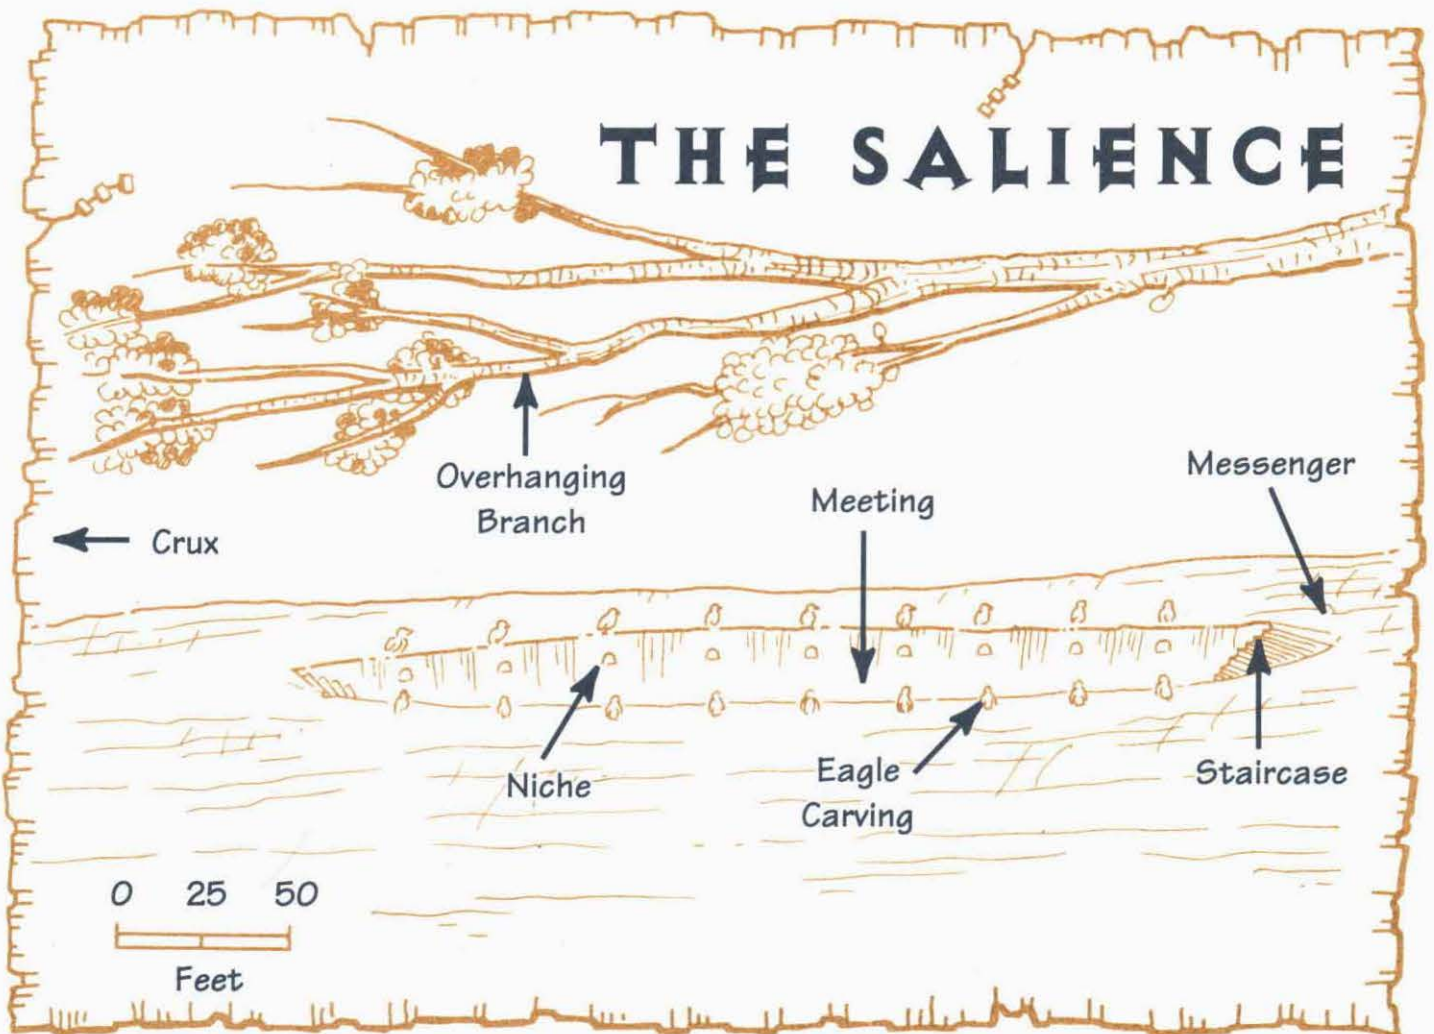 THE SALIENCE
Overhanging
Branch
Messenger
Meeting
Crux
Niche
Eagle
Carving
Staircase
0 25 50
Feet